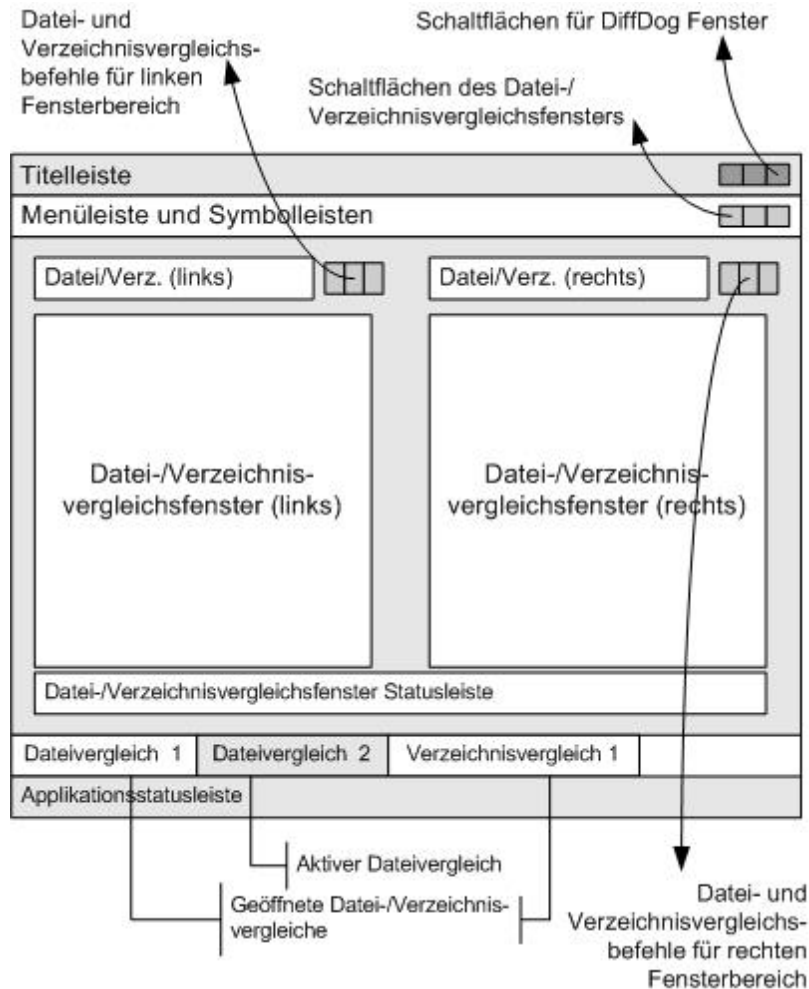 Datei- und
Verzeichnisvergleichs-
befehle für linken
Fensterbereich
Schaltflächen für DiffDog Fenster
Schaltflächen des Datei-/
Verzeichnisvergleichsfensters
Titelleiste
Menüleiste und Symbolleisten
Datei/Verz. (links)
Datei/Verz. (rechts)
Datei-/Verzeichnis-
vergleichsfenster (links)
Datei-/Verzeichnis-
vergleichsfenster (rechts)
Datei-/Verzeichnisvergleichsfenster Statusleiste
Dateivergleich 1
Dateivergleich 2
Verzeichnisvergleich 1
Applikationsstatusleiste
Aktiver Dateivergleich
Geöffnete Datei-/Verzeichnis-
vergleiche
Datei- und
Verzeichnisvergleichs-
befehle für rechten
Fensterbereich